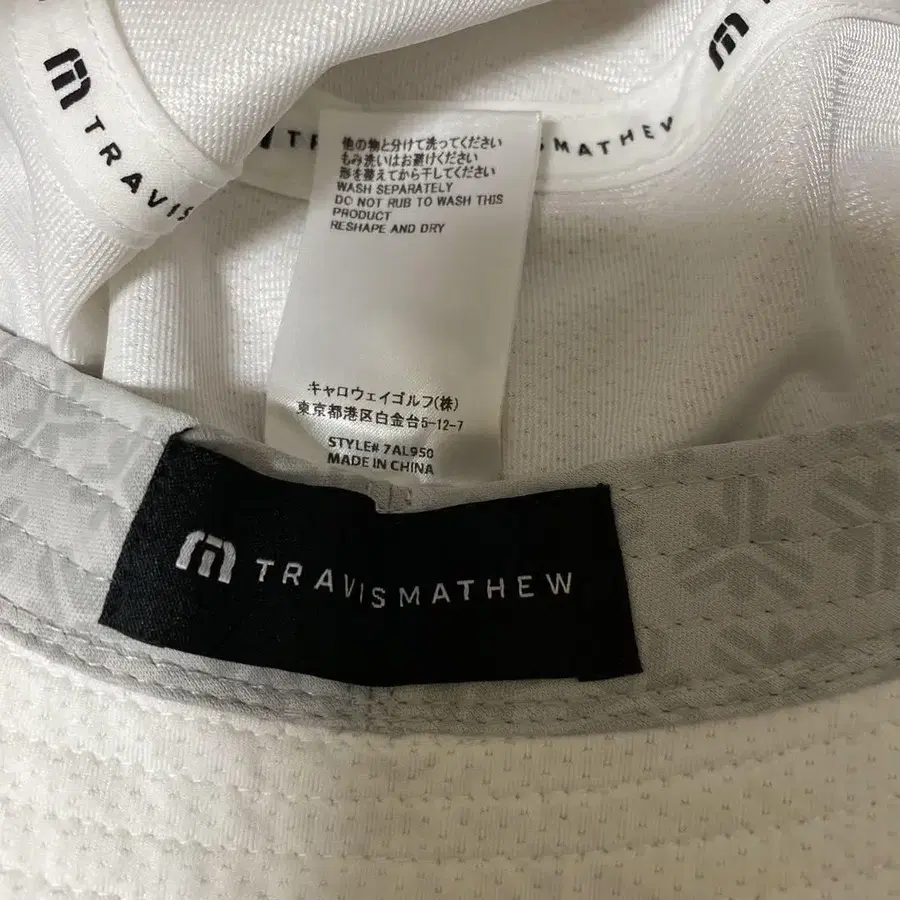 TRAVIS
TR
ISMATHEW
他の物と分けて洗ってください
もみ洗いはお避けください
形を整えてから干してください
WASH SEPARATELY
DO NOT RUB TO WASH THIS
PRODUCT
RESHAPE AND DRY
キャロウェイゴルフ(株)
東京都港区白金台5-12-7
STYLE# 7AL950
MADE IN CHINA
TRAVISMATHEW